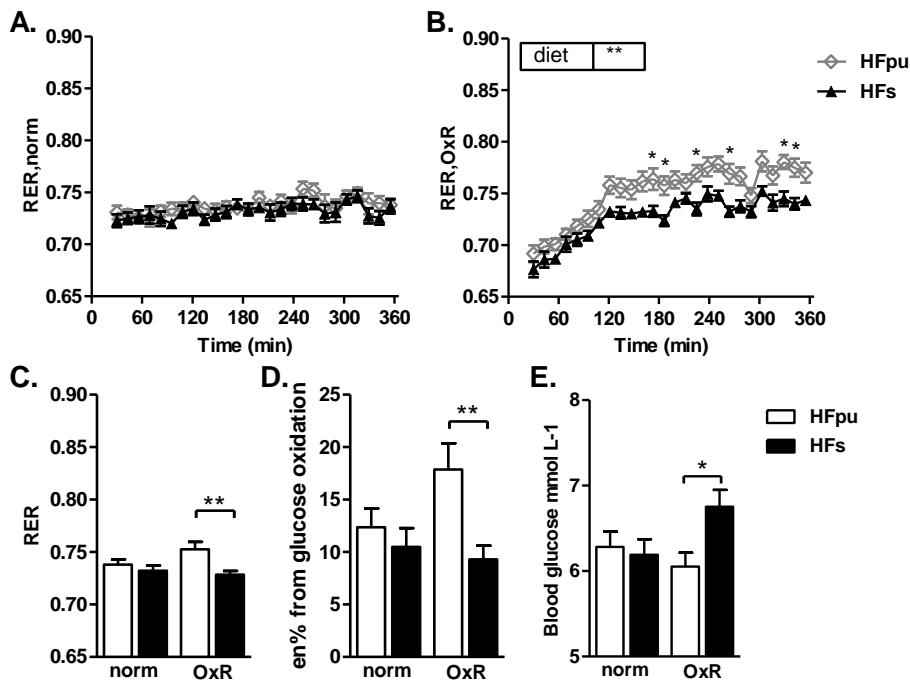 A.
0.90
0.85
0.80
0.75
0.70
0.65
RER,norm
0 60 120 180 240 300 360
Time (min)
B.
0.90
0.85
0.80
0.75
0.70
0.65
RER,OxR
diet **
* * * * * *
0 60 120 180 240 300 360
Time (min)
HFpu
HFs
C.
0.90
0.85
0.80
0.75
0.70
0.65
RER
**
norm OxR
D.
25
20
15
10
5
0
en% from glucose oxidation
**
norm OxR
E.
8
7
6
5
Blood glucose mmol L-1
*
norm OxR
HFpu
HFs